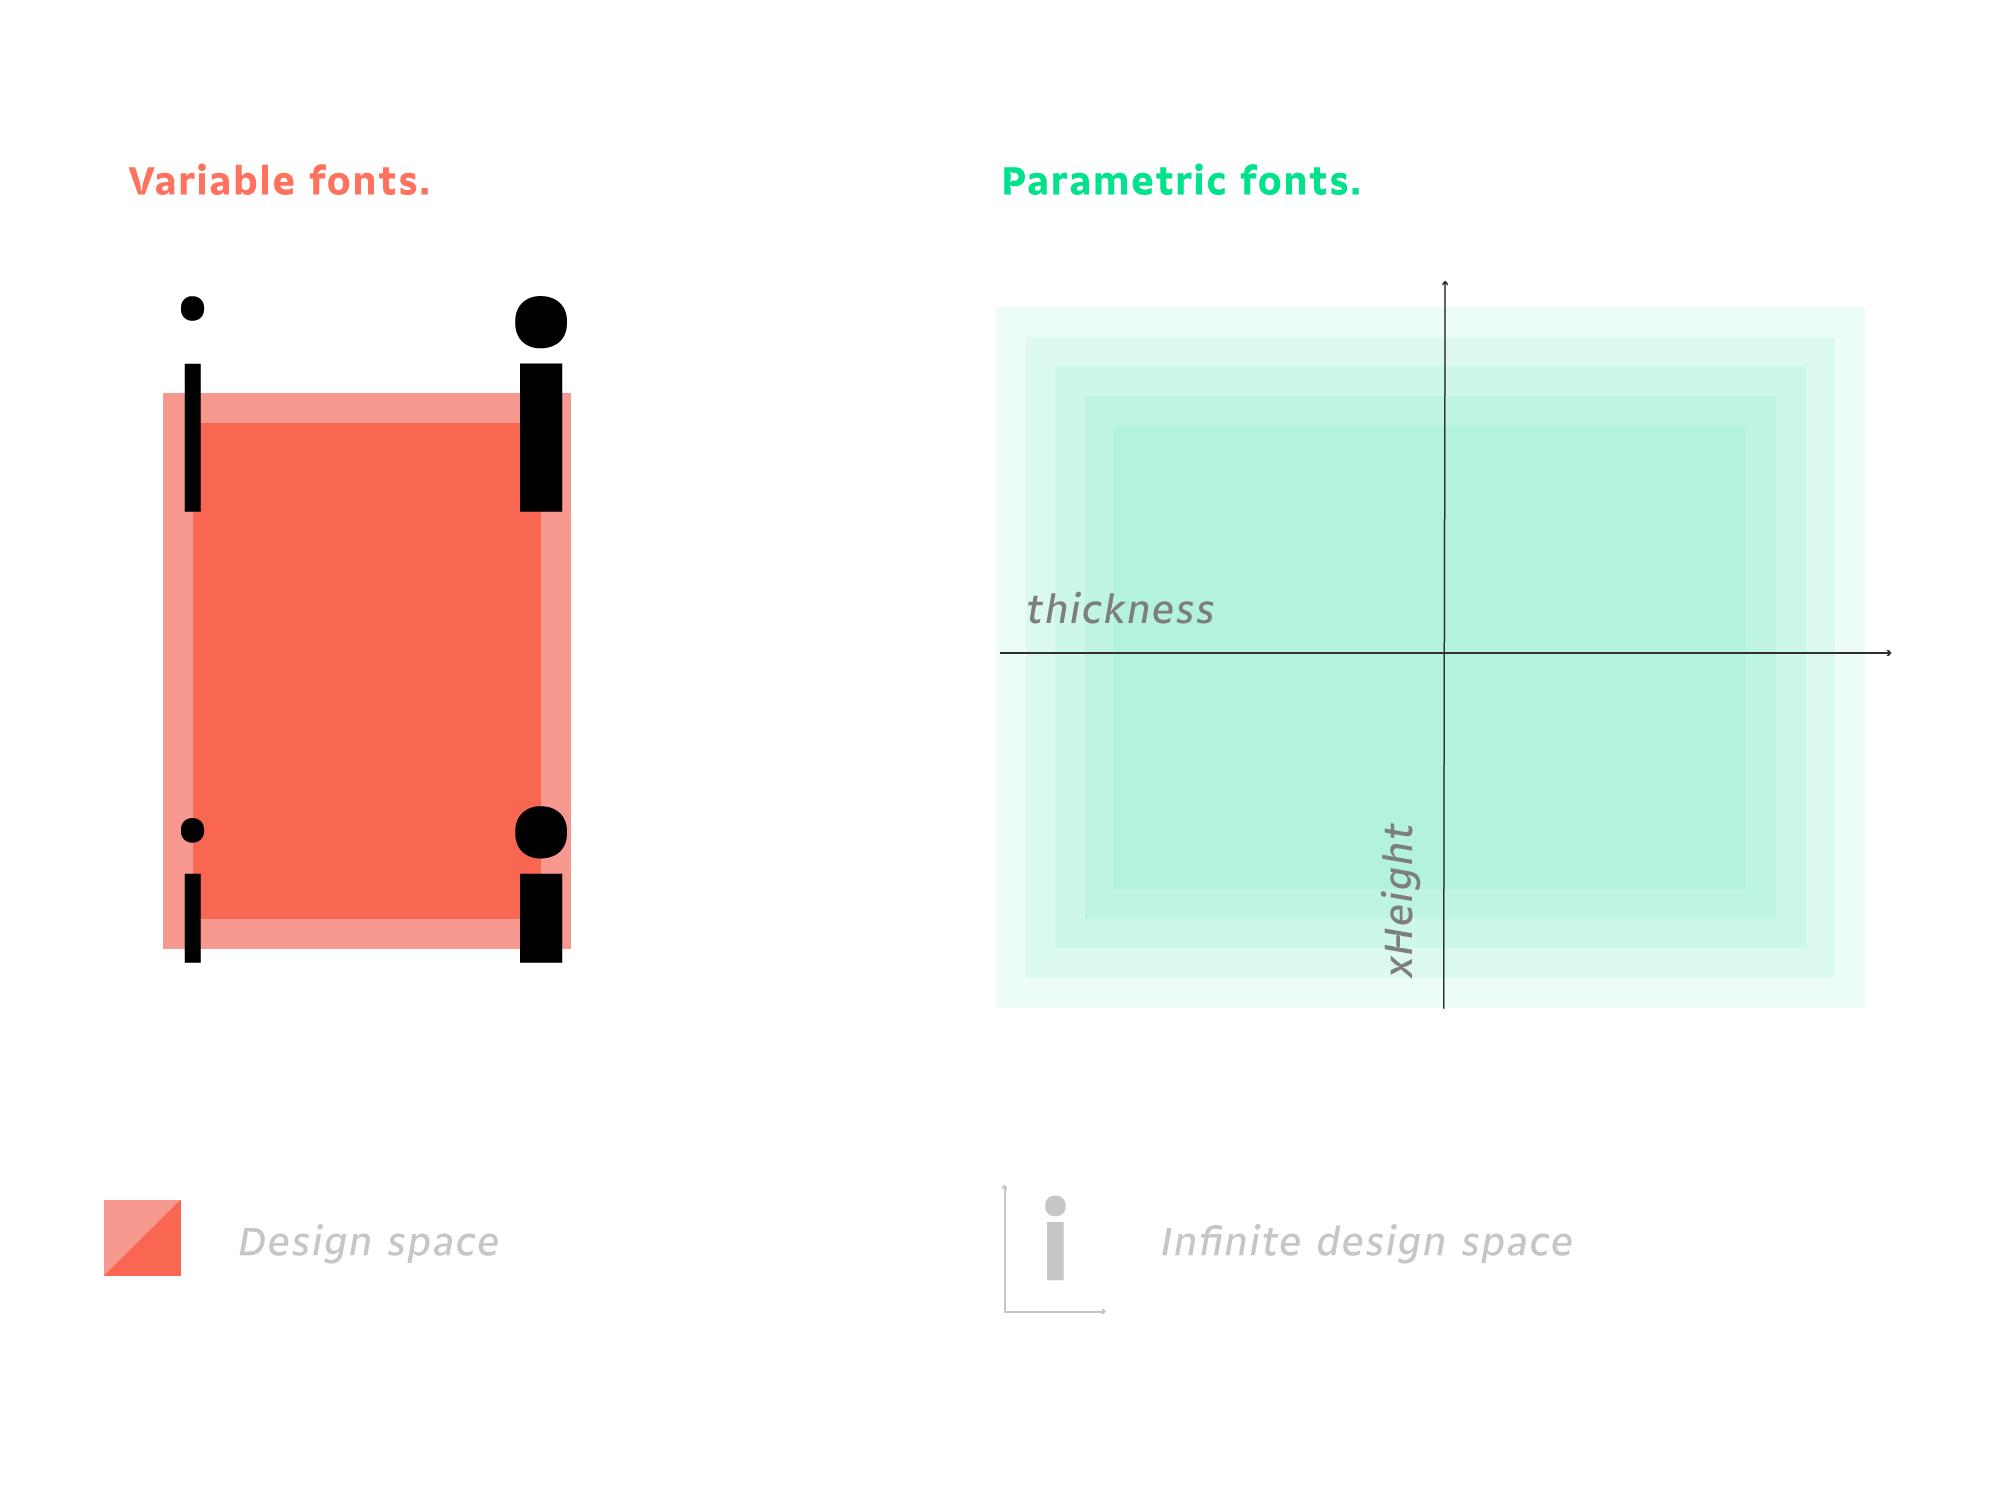 Variable fonts.
Parametric fonts.
i
i
thickness
i
i
xHeight
Design space
i
Infinite design space